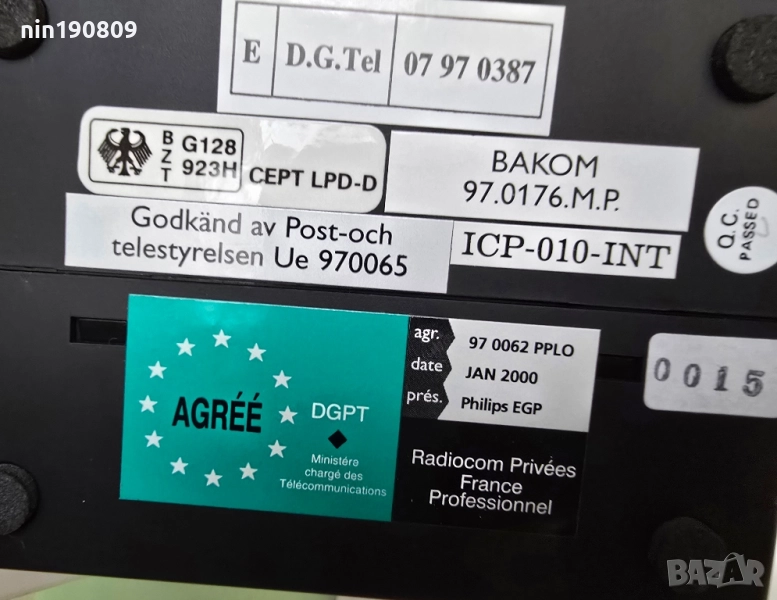 nin190809
E D.G.Tel 07 97 0387
BZT G128 923H CEPT LPD-D
BAKOM
97.0176.M.P.
Godkänd av Post-och
telestyrelsen Ue 970065
ICP-010-INT
Q.C.
PASSED
AGRÉÉ
DGPT
Ministére
chargé des
Télécommunications
agr. 97 0062 PPLO
date JAN 2000
prés. Philips EGP
Radiocom Privées
France
Professionnel
0015
BAZAR